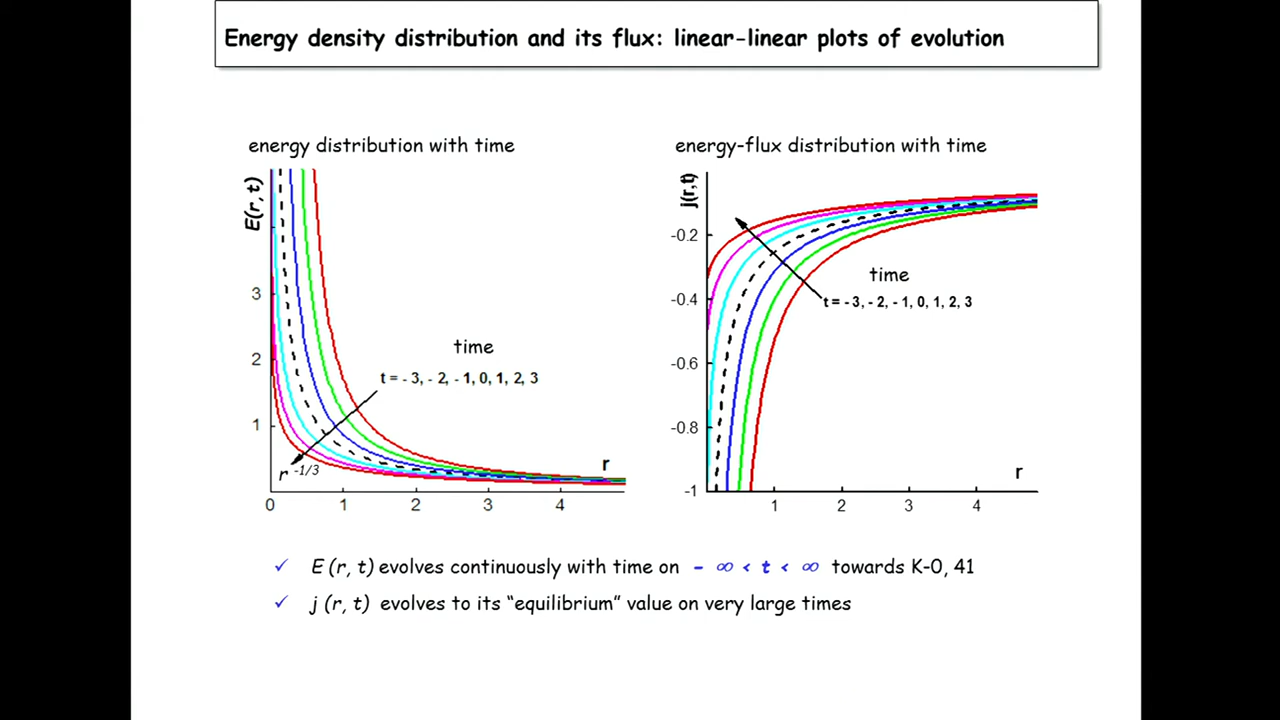 Energy density distribution and its flux: linear-linear plots of evolution
energy distribution with time
E(r, t)
3
2
1
time
t = - 3, - 2, - 1, 0, 1, 2, 3
r -1/3
r
0 1 2 3 4
energy-flux distribution with time
j(r,t)
-0.2
-0.4
-0.6
-0.8
-1
time
t = - 3, - 2, - 1, 0, 1, 2, 3
r
1 2 3 4
✓ E (r, t) evolves continuously with time on - ∞ < t < ∞ towards K-0, 41
✓ j (r, t) evolves to its “equilibrium” value on very large times